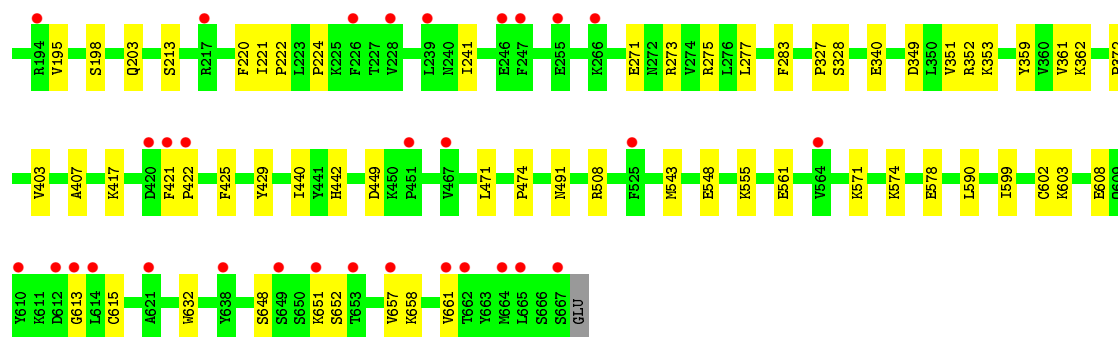 R194 V195 S198 Q203 S213 R217 F220 I221 P222 L223 P224 K225 F226 T227 V228 L239 N240 I241 E246 F247 E255 K266 E271 N272 R273 V274 R275 L276 L277 F283 P327 S328 E340 D349 L350 V351 R352 K353 Y359 V360 V361 K362
V403 A407 K417 D420 F421 P422 F425 Y429 I440 Y441 H442 D449 K450 P451 V467 L471 P474 N491 R508 F525 M543 E548 K555 E561 V564 K571 K574 E578 L590 I599 C602 K603 E608
Y610 K611 D612 G613 L614 C615 A621 W632 Y638 S648 S649 S650 K651 S652 T653 V657 K658 V661 T662 Y663 M664 L665 S666 S667 GLU